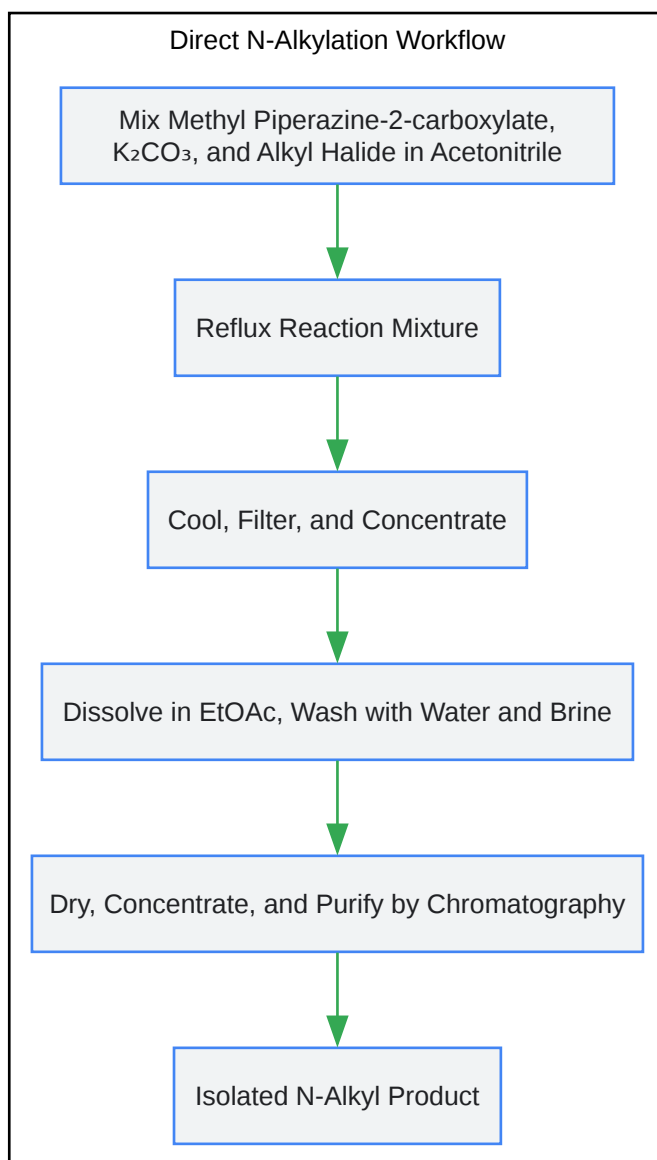 Direct N-Alkylation Workflow
Mix Methyl Piperazine-2-carboxylate,
K₂CO₃, and Alkyl Halide in Acetonitrile
Reflux Reaction Mixture
Cool, Filter, and Concentrate
Dissolve in EtOAc, Wash with Water and Brine
Dry, Concentrate, and Purify by Chromatography
Isolated N-Alkyl Product